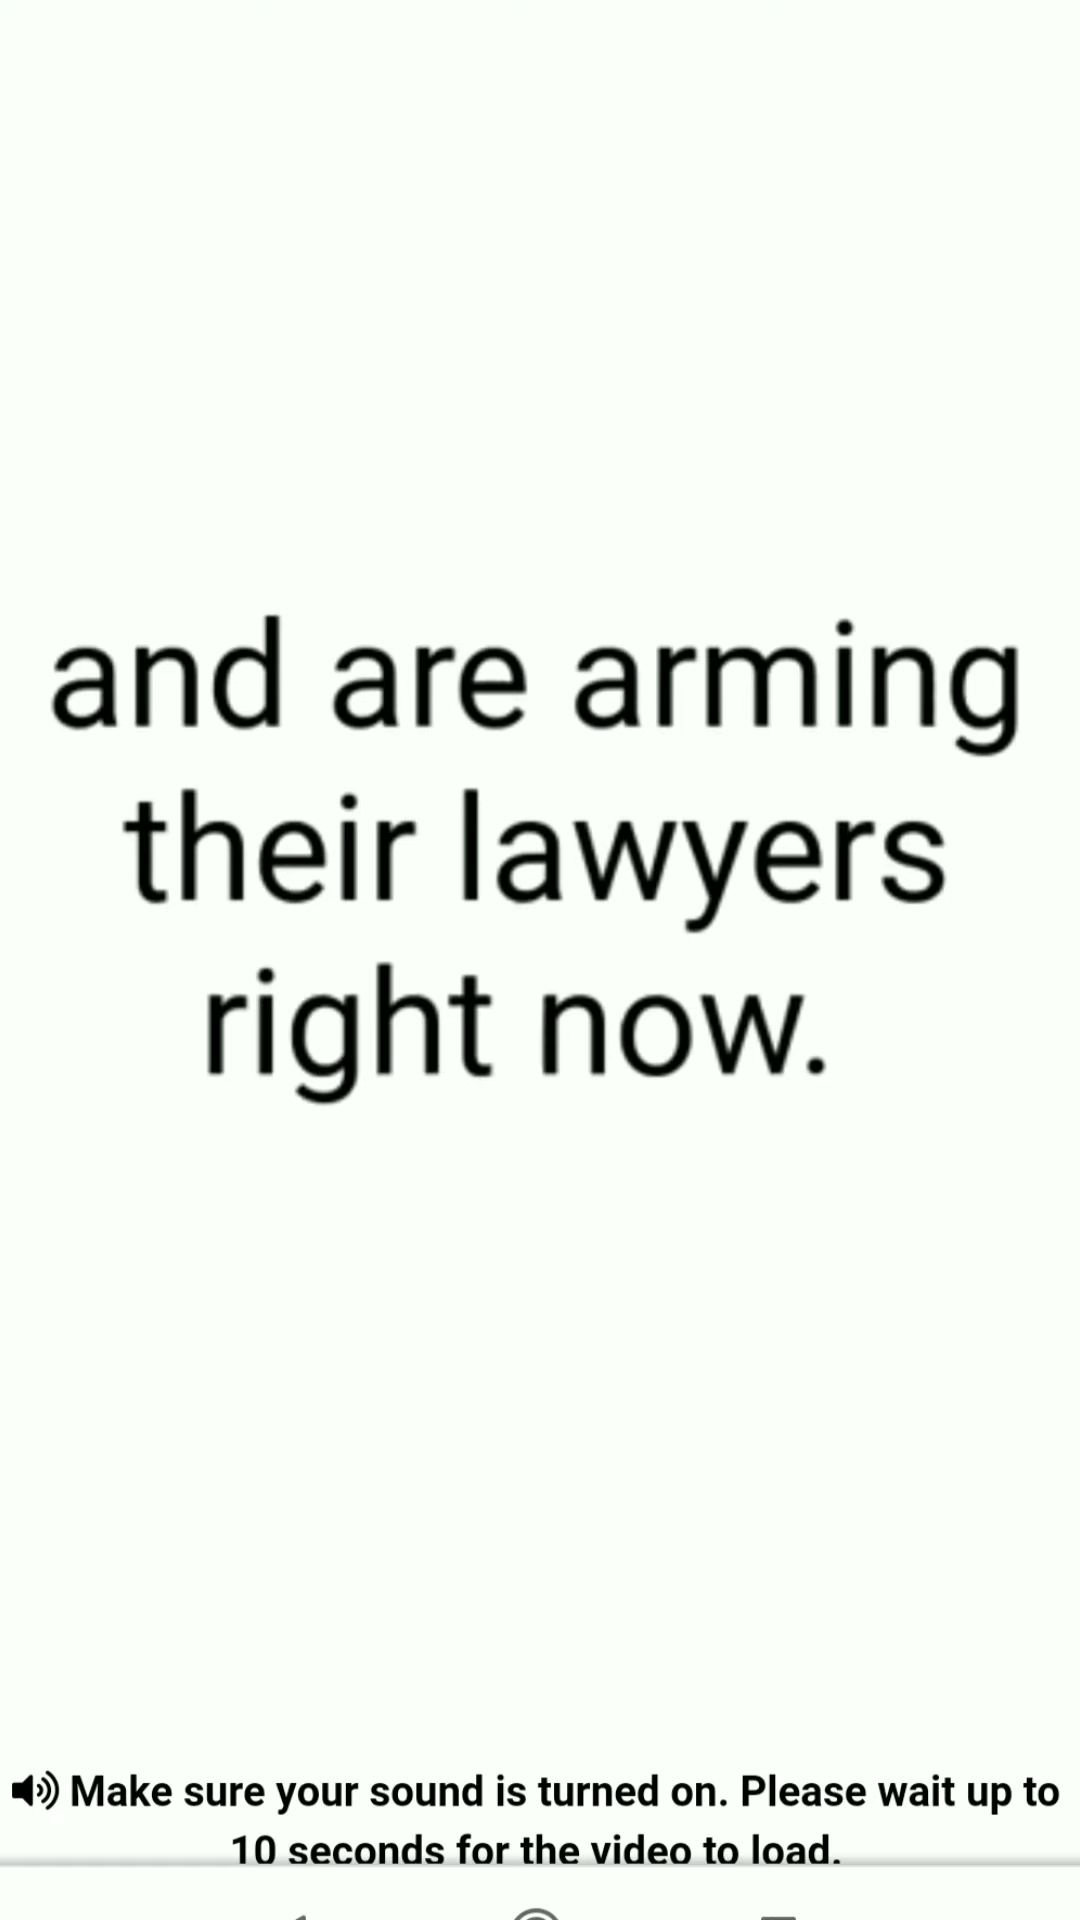 and are arming
their lawyers
right now.
Make sure your sound is turned on. Please wait up to
10 seconds for the video to load.